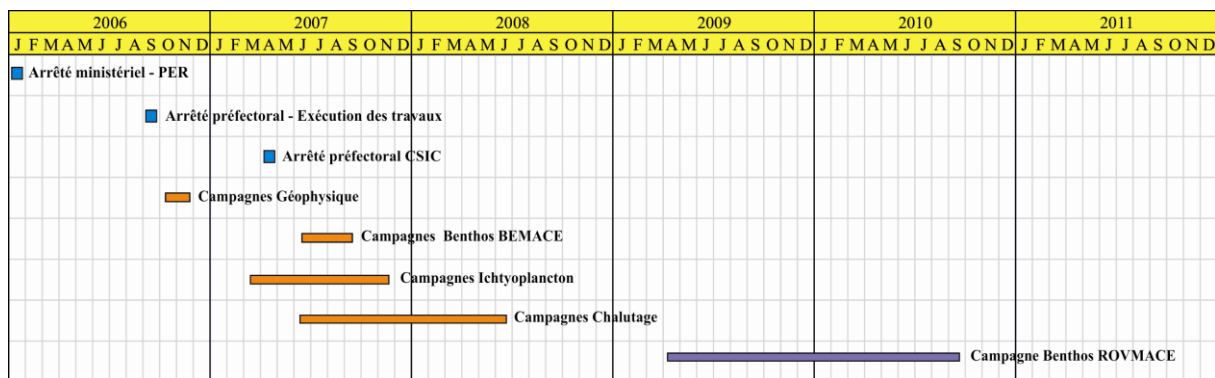 2006 2007 2008 2009 2010 2011
J F M A M J J A S O N D J F M A M J J A S O N D J F M A M J J A S O N D J F M A M J J A S O N D J F M A M J J A S O N D J F M A M J J A S O N D
Arrêté ministériel - PER
Arrêté préfectoral - Exécution des travaux
Arrêté préfectoral CSIC
Campagnes Géophysique
Campagnes Benthos BEMACE
Campagnes Ichtyoplancton
Campagnes Chalutage
Campagne Benthos ROVMACE